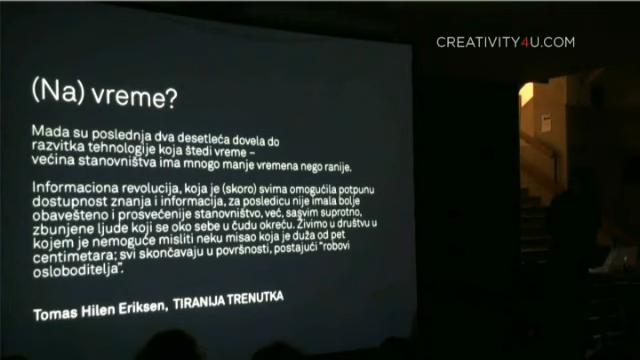 CREATIVITY4U.COM
(Na) vreme?
Mada su poslednja dva desetleća dovela do
razvitka tehnologije koja štedi vreme –
većina stanovništva ima mnogo manje vremena nego ranije.
Informaciona revolucija, koja je (skoro) svima omogućila potpunu
dostupnost znanja i informacija, za posledicu nije imala bolje
obavešteno i prosvećenije stanovništvo, već, sasvim suprotno,
zbunjene ljude koji se oko sebe u čudu okreću. Živimo u društvu u
kojem je nemoguće misliti neku misao koja je duža od pet
centimetara; svi skončavaju u površnosti, postajući "robovi
osloboditelja".
Tomas Hilen Eriksen, TIRANIJA TRENUTKA